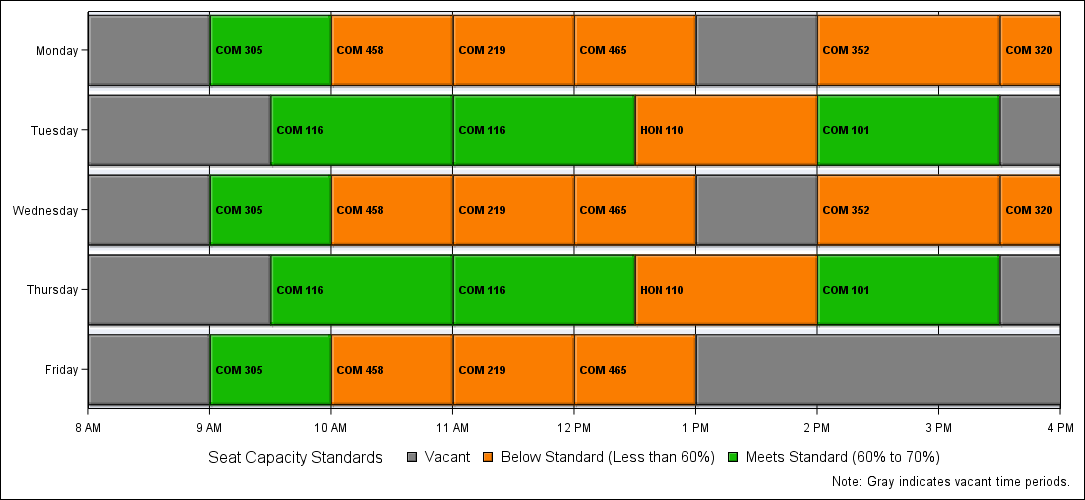 Monday COM 305 COM 458 COM 219 COM 465 COM 352 COM 320
Tuesday COM 116 COM 116 HON 110 COM 101
Wednesday COM 305 COM 458 COM 219 COM 465 COM 352 COM 320
Thursday COM 116 COM 116 HON 110 COM 101
Friday COM 305 COM 458 COM 219 COM 465
8 AM 9 AM 10 AM 11 AM 12 PM 1 PM 2 PM 3 PM 4 PM
Seat Capacity Standards Vacant Below Standard (Less than 60%) Meets Standard (60% to 70%)
Note: Gray indicates vacant time periods.